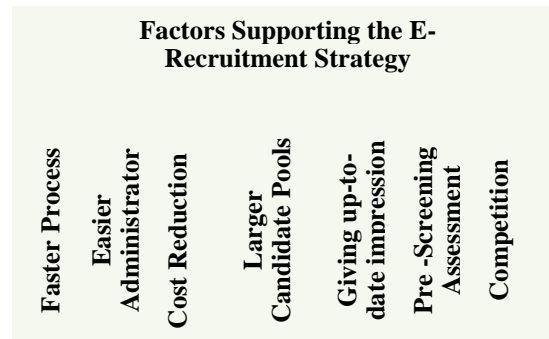 Factors Supporting the E-
Recruitment Strategy
Faster Process
Easier
Administrator
Cost Reduction
Larger
Candidate Pools
Giving up-to-
date impression
Pre -Screening
Assessment
Competition